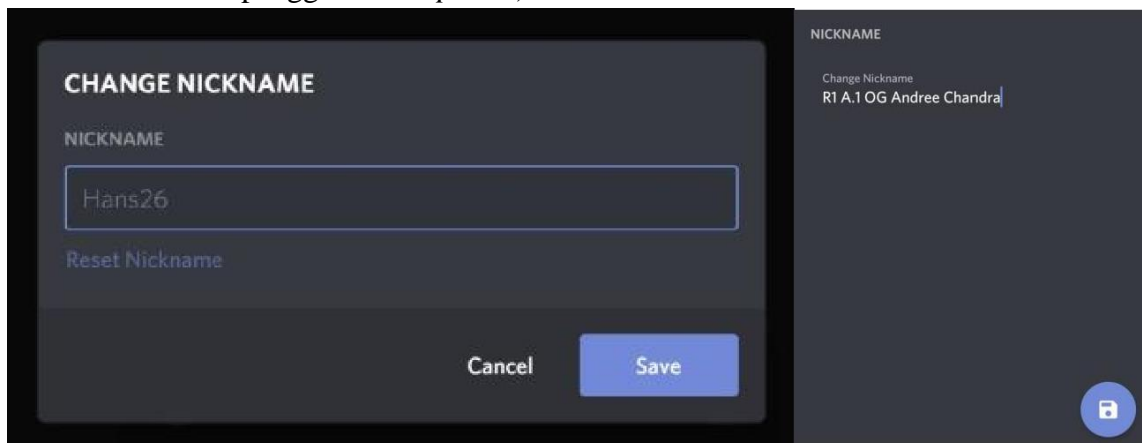 CHANGE NICKNAME
NICKNAME
Hans26
Reset Nickname
Cancel
Save
NICKNAME
Change Nickname
R1 A.1 OG Andree Chandra